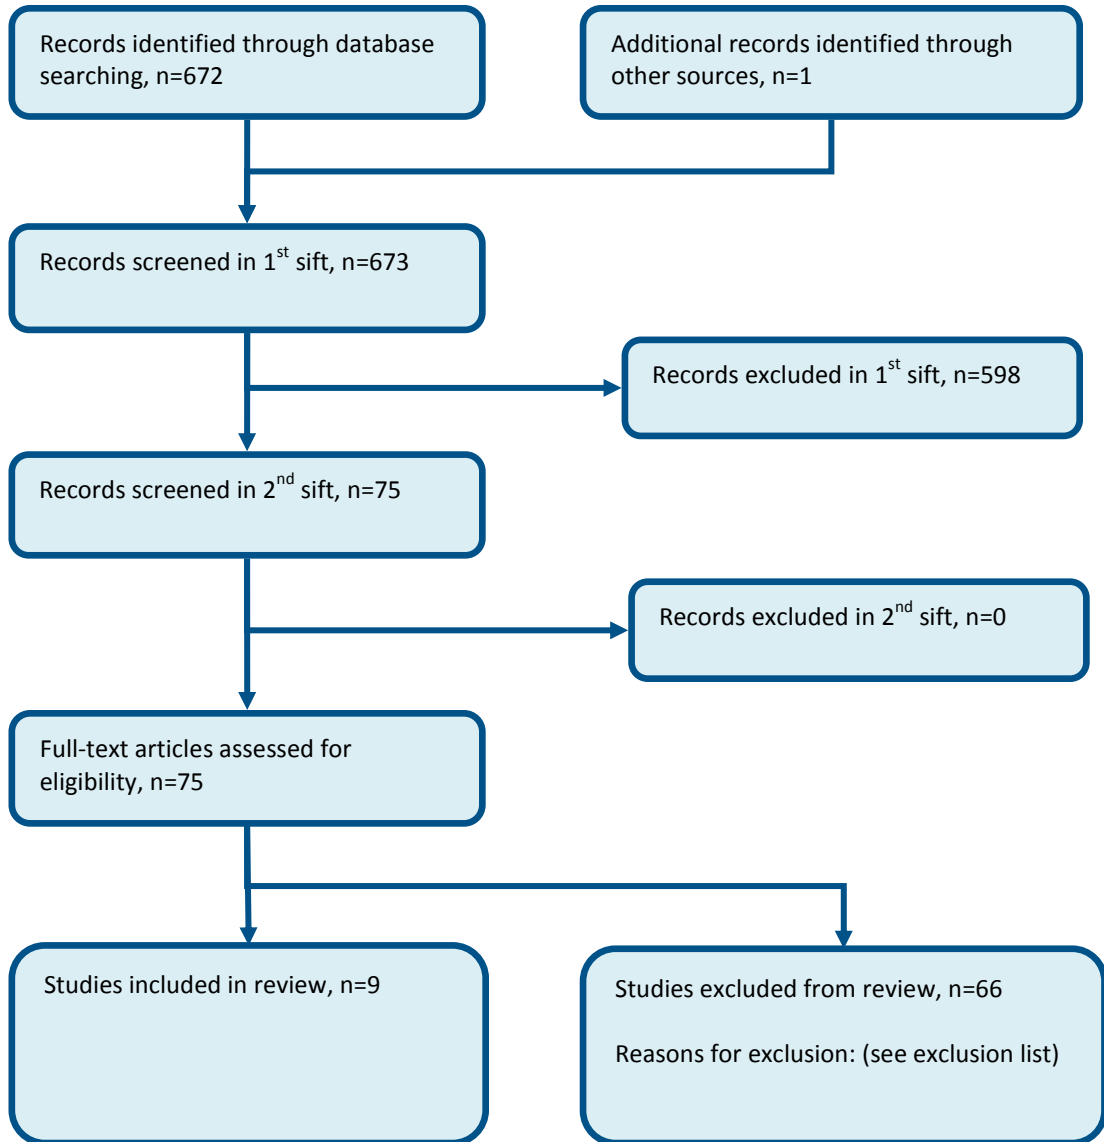 Records identified through database
searching, n=672
Additional records identified through
other sources, n=1
Records screened in 1st sift, n=673
Records excluded in 1st sift, n=598
Records screened in 2nd sift, n=75
Records excluded in 2nd sift, n=0
Full-text articles assessed for
eligibility, n=75
Studies included in review, n=9
Studies excluded from review, n=66
Reasons for exclusion: (see exclusion list)